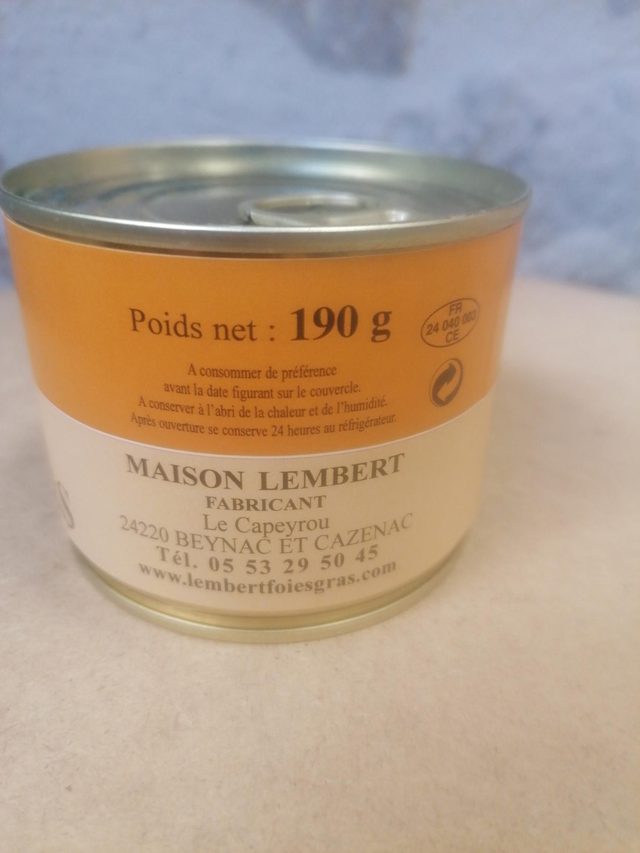 Poids net : 190 g
FR
24 040 003
CE
A consommer de préférence
avant la date figurant sur le couvercle.
A conserver à l'abri de la chaleur et de l'humidité.
Après ouverture se conserve 24 heures au réfrigérateur.
MAISON LEMBERT
FABRICANT
Le Capeyrou
24220 BEYNAC ET CAZENAC
Tél. 05 53 29 50 45
www.lembertfoiesgras.com